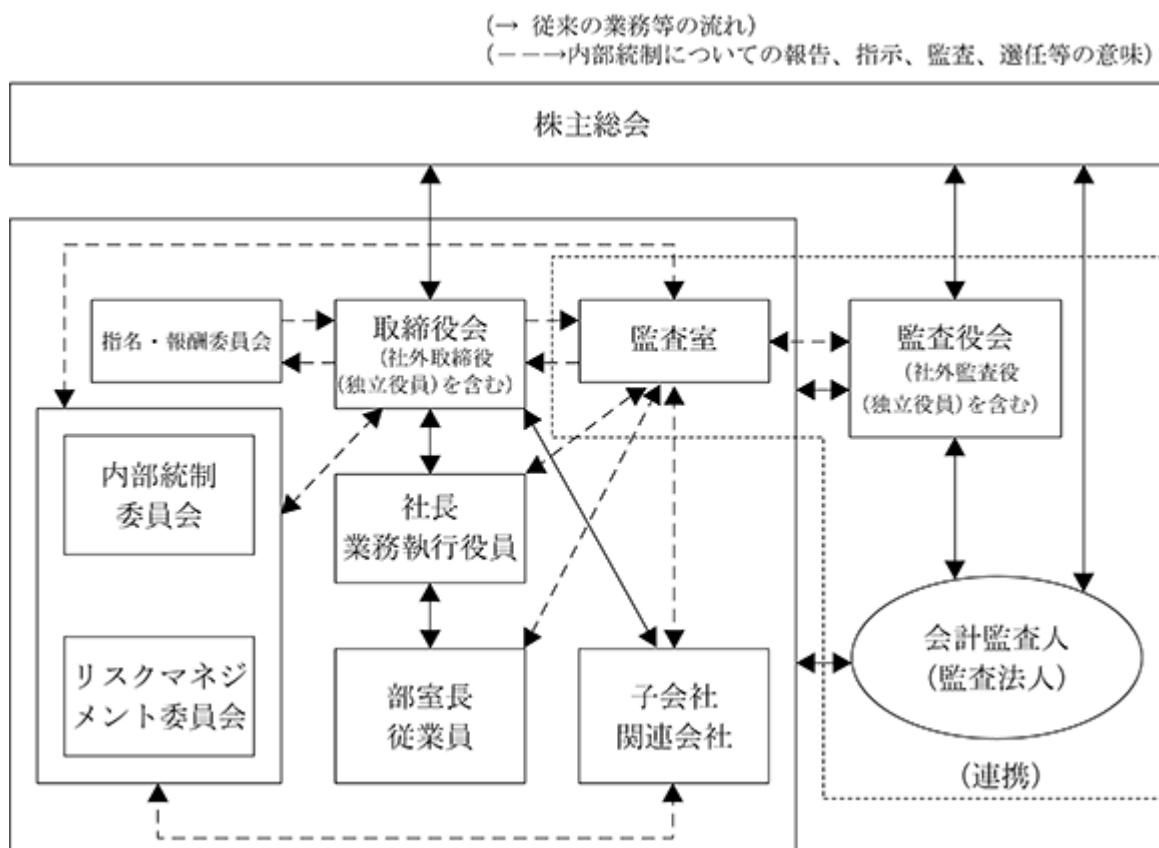 (→ 従来の業務等の流れ)
(－－→内部統制についての報告、指示、監査、選任等の意味)
株主総会
指名・報酬委員会
取締役会
(社外取締役
(独立役員)を含む)
監査室
監査役会
(社外監査役
(独立役員)を含む)
内部統制
委員会
社長
業務執行役員
リスクマネジ
メント委員会
部室長
従業員
子会社
関連会社
会計監査人
(監査法人)
(連携)